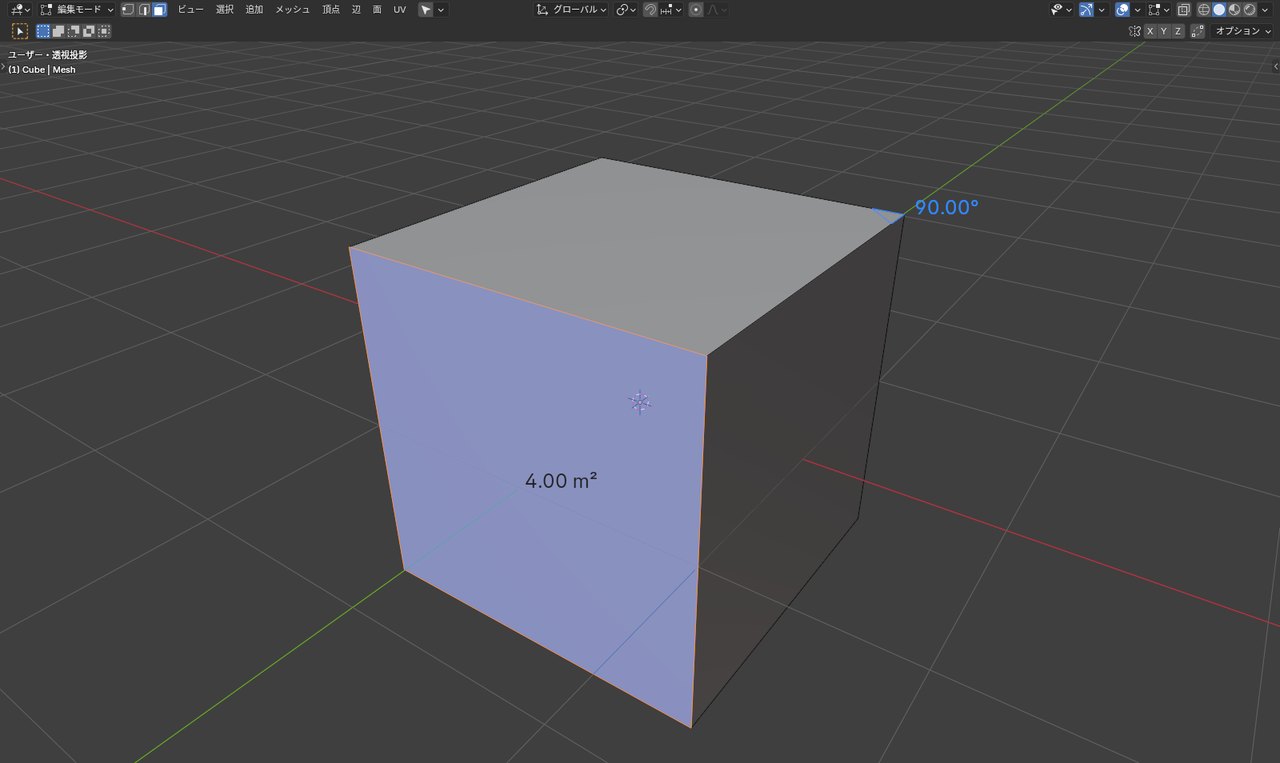 編集モード ビュー 選択 追加 メッシュ 頂点 辺 面 UV グローバル
X Y Z オプション
ユーザー・透視投影
(1) Cube | Mesh
90.00°
4.00 m²